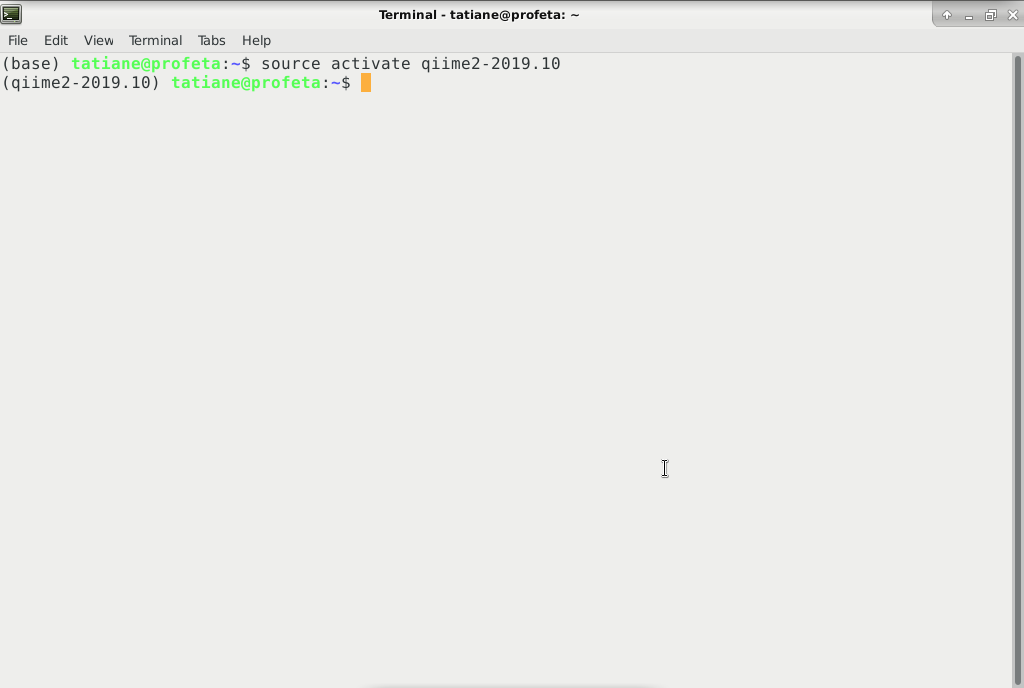 Terminal - tatiane@profeta: ~
File Edit View Terminal Tabs Help
(base) tatiane@profeta:~$ source activate qiime2-2019.10
(qiime2-2019.10) tatiane@profeta:~$